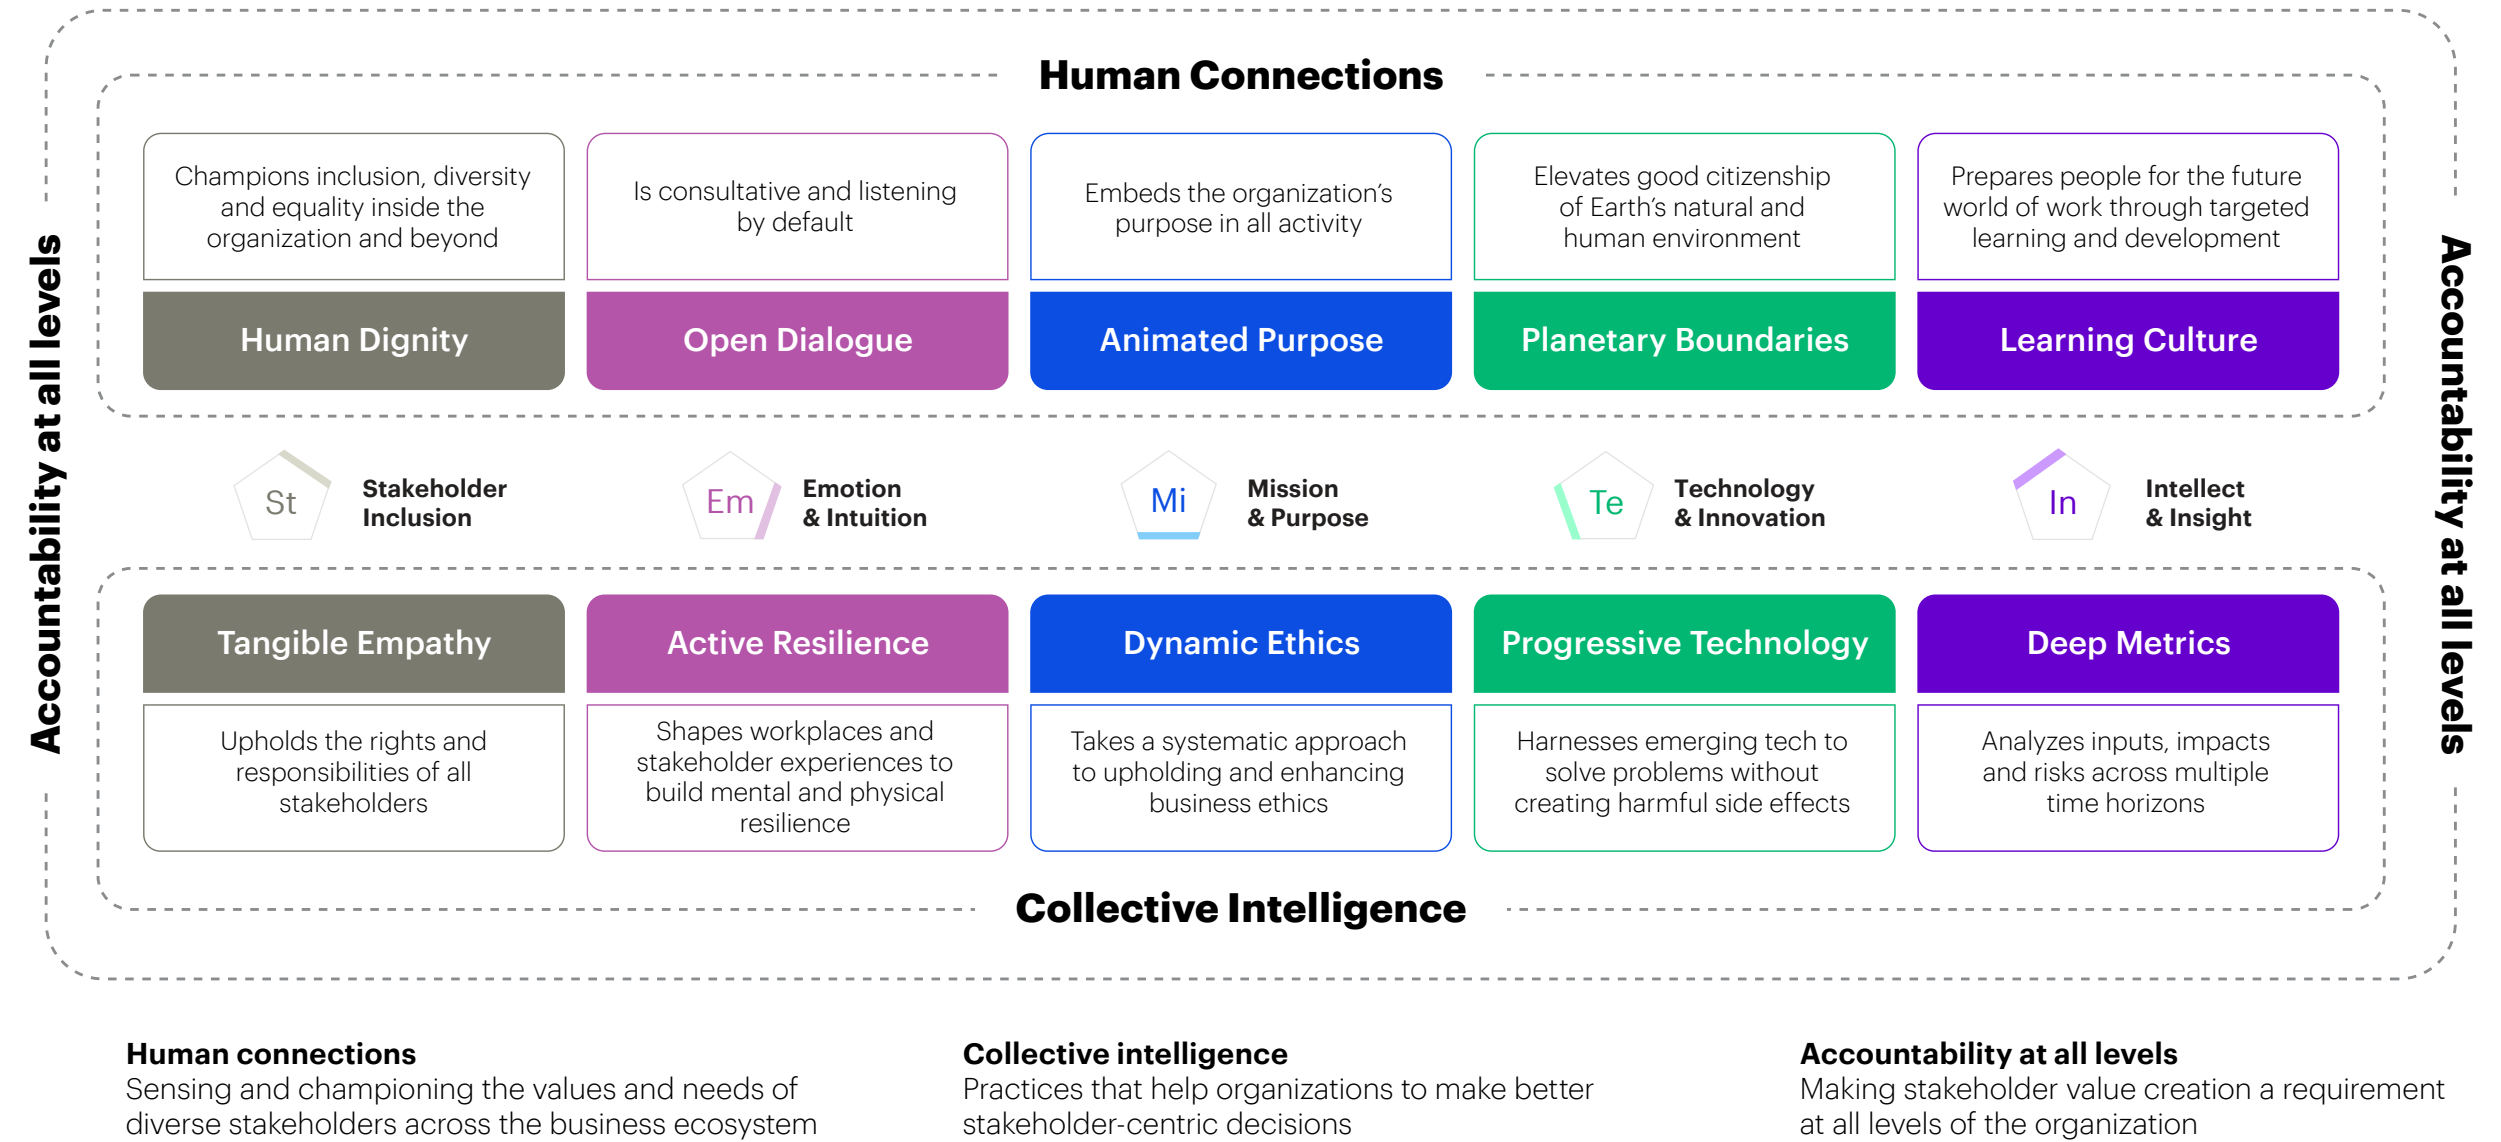 Human Connections
Accountability at all levels
Champions inclusion, diversity
and equality inside the
organization and beyond
Human Dignity
Is consultative and listening
by default
Open Dialogue
Embeds the organization’s
purpose in all activity
Animated Purpose
Elevates good citizenship
of Earth’s natural and
human environment
Planetary Boundaries
Prepares people for the future
world of work through targeted
learning and development
Learning Culture
Accountability at all levels
St
Stakeholder
Inclusion
Em
Emotion
& Intuition
Mi
Mission
& Purpose
Te
Technology
& Innovation
In
Intellect
& Insight
Tangible Empathy
Upholds the rights and
responsibilities of all
stakeholders
Active Resilience
Shapes workplaces and
stakeholder experiences to
build mental and physical
resilience
Dynamic Ethics
Takes a systematic approach
to upholding and enhancing
business ethics
Progressive Technology
Harnesses emerging tech to
solve problems without
creating harmful side effects
Deep Metrics
Analyzes inputs, impacts
and risks across multiple
time horizons
Collective Intelligence
Human connections
Sensing and championing the values and needs of
diverse stakeholders across the business ecosystem
Collective intelligence
Practices that help organizations to make better
stakeholder-centric decisions
Accountability at all levels
Making stakeholder value creation a requirement
at all levels of the organization